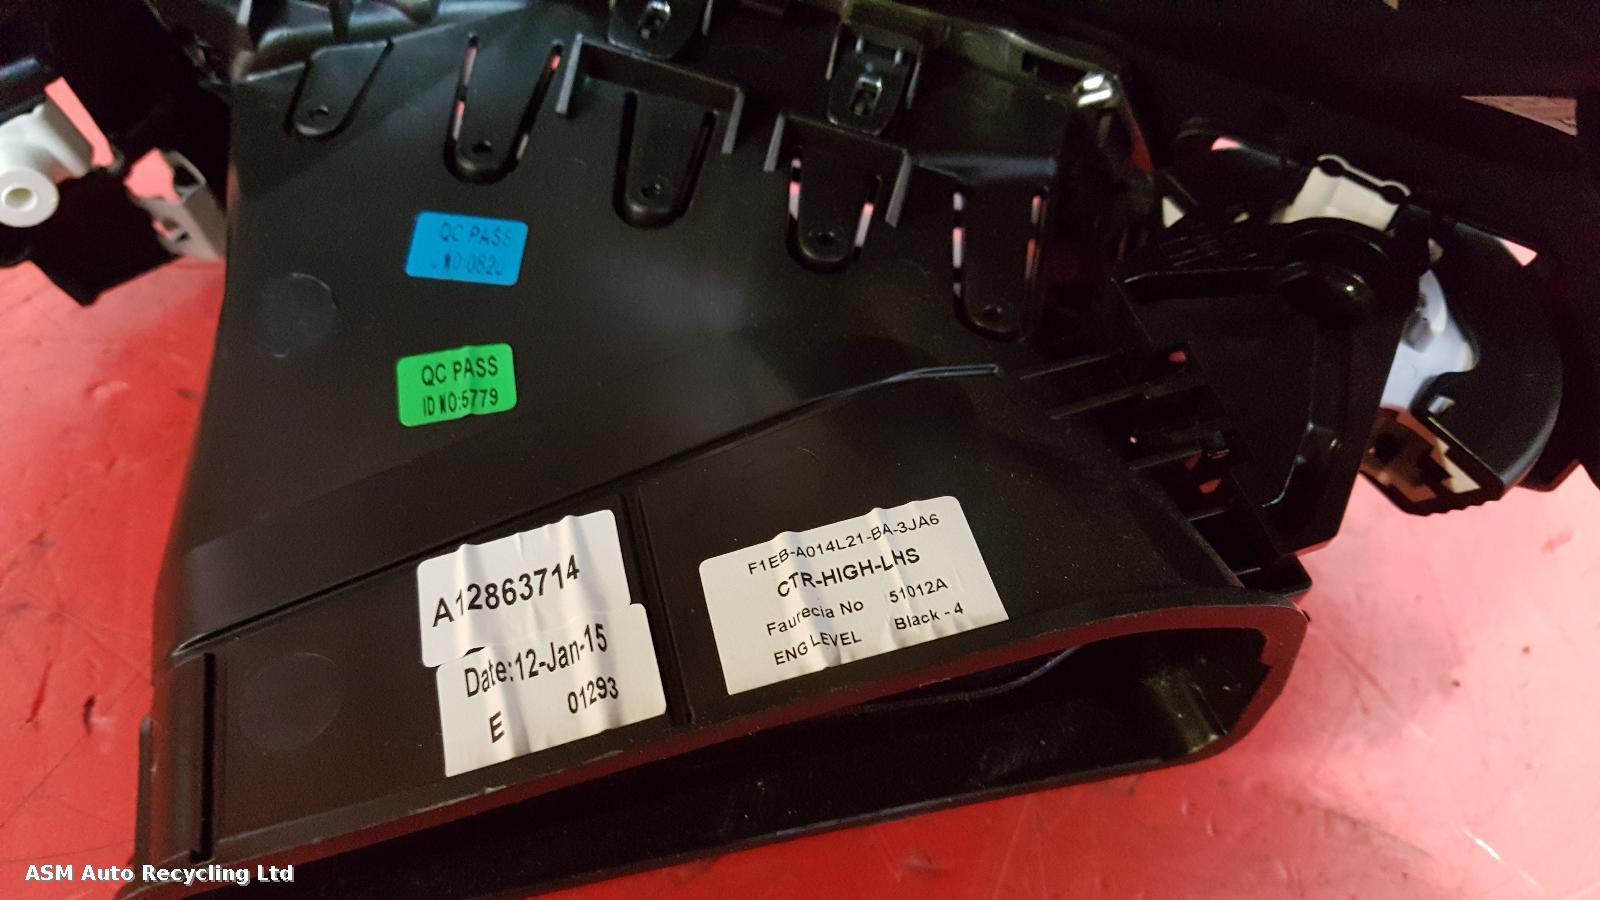 QC PASS
QC PASS
ID NO:5779
A12863714
Date:12-Jan-15
E 01293
F1EB-A014L21-BA-3JA6
CTR-HIGH-LHS
Faurecia No 51012A
ENG LEVEL Black - 4
ASM Auto Recycling Ltd